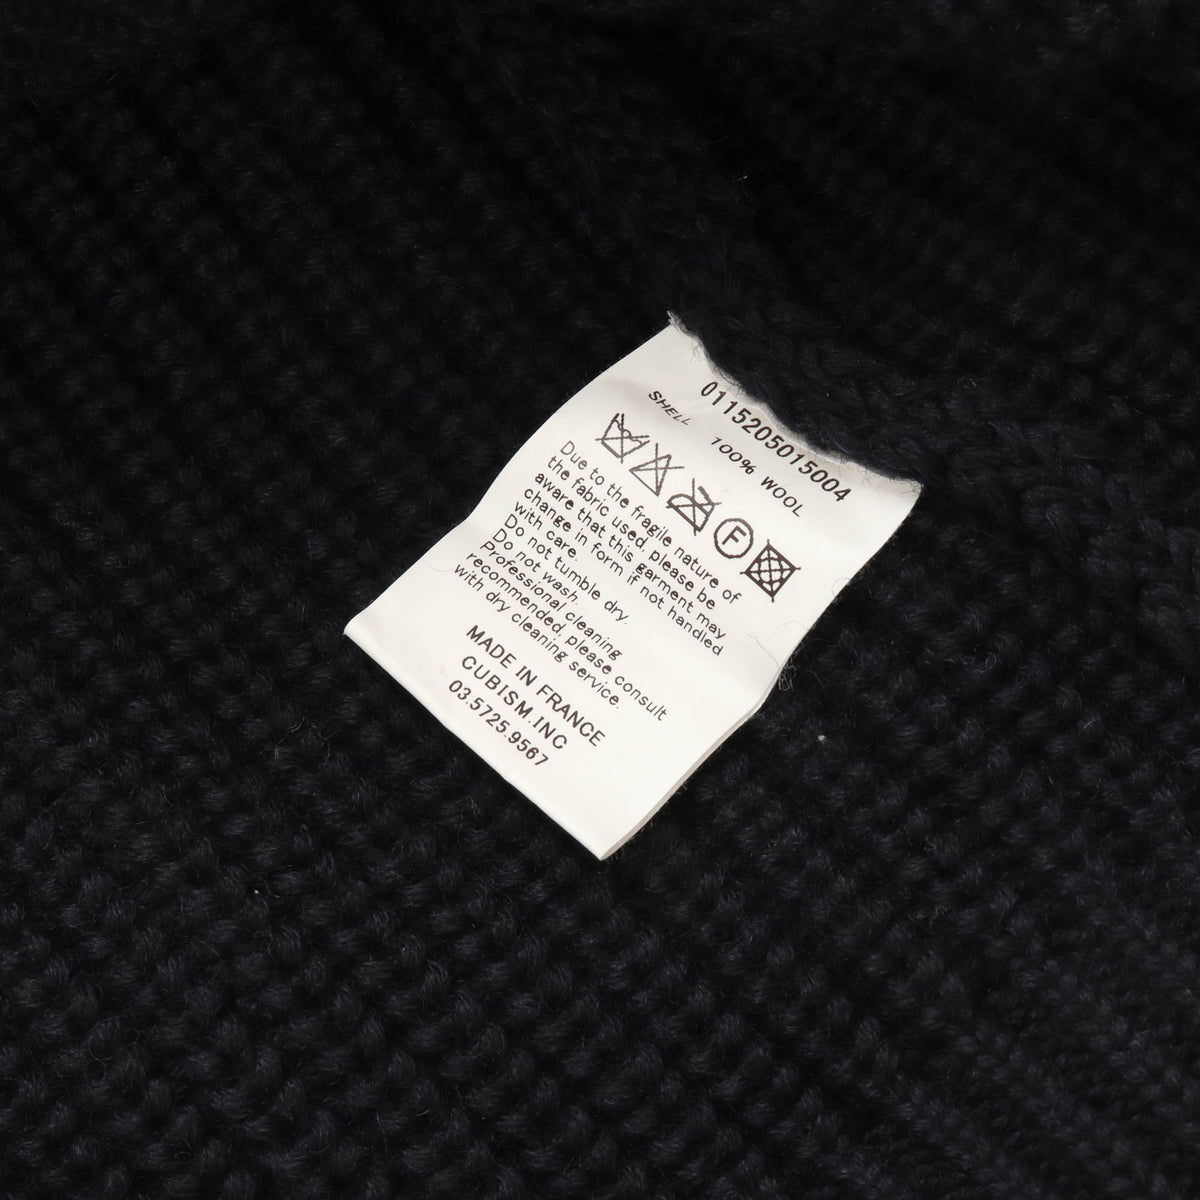 0115205015004
SHELL 100% WOOL
F
Due to the fragile nature of
the fabric used, please be
aware that this garment may
change in form if not handled
with care.
Do not tumble dry.
Do not wash.
Professional cleaning
recommended, please consult
with dry cleaning service.
MADE IN FRANCE
CUBISM.INC
03.5725.9567